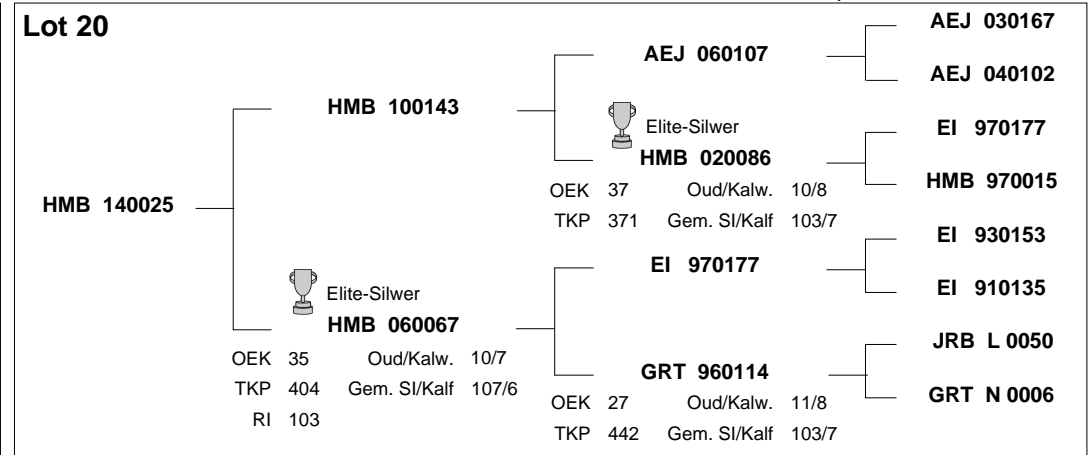 Lot 20
AEJ 030167
AEJ 060107
AEJ 040102
HMB 100143
Elite-Silwer
HMB 020086
OEK 37 Oud/Kalw. 10/8
TKP 371 Gem. SI/Kalf 103/7
EI 970177
HMB 970015
HMB 140025
Elite-Silwer
HMB 060067
OEK 35 Oud/Kalw. 10/7
TKP 404 Gem. SI/Kalf 107/6
RI 103
EI 970177
EI 930153
EI 910135
GRT 960114
OEK 27 Oud/Kalw. 11/8
TKP 442 Gem. SI/Kalf 103/7
JRB L 0050
GRT N 0006